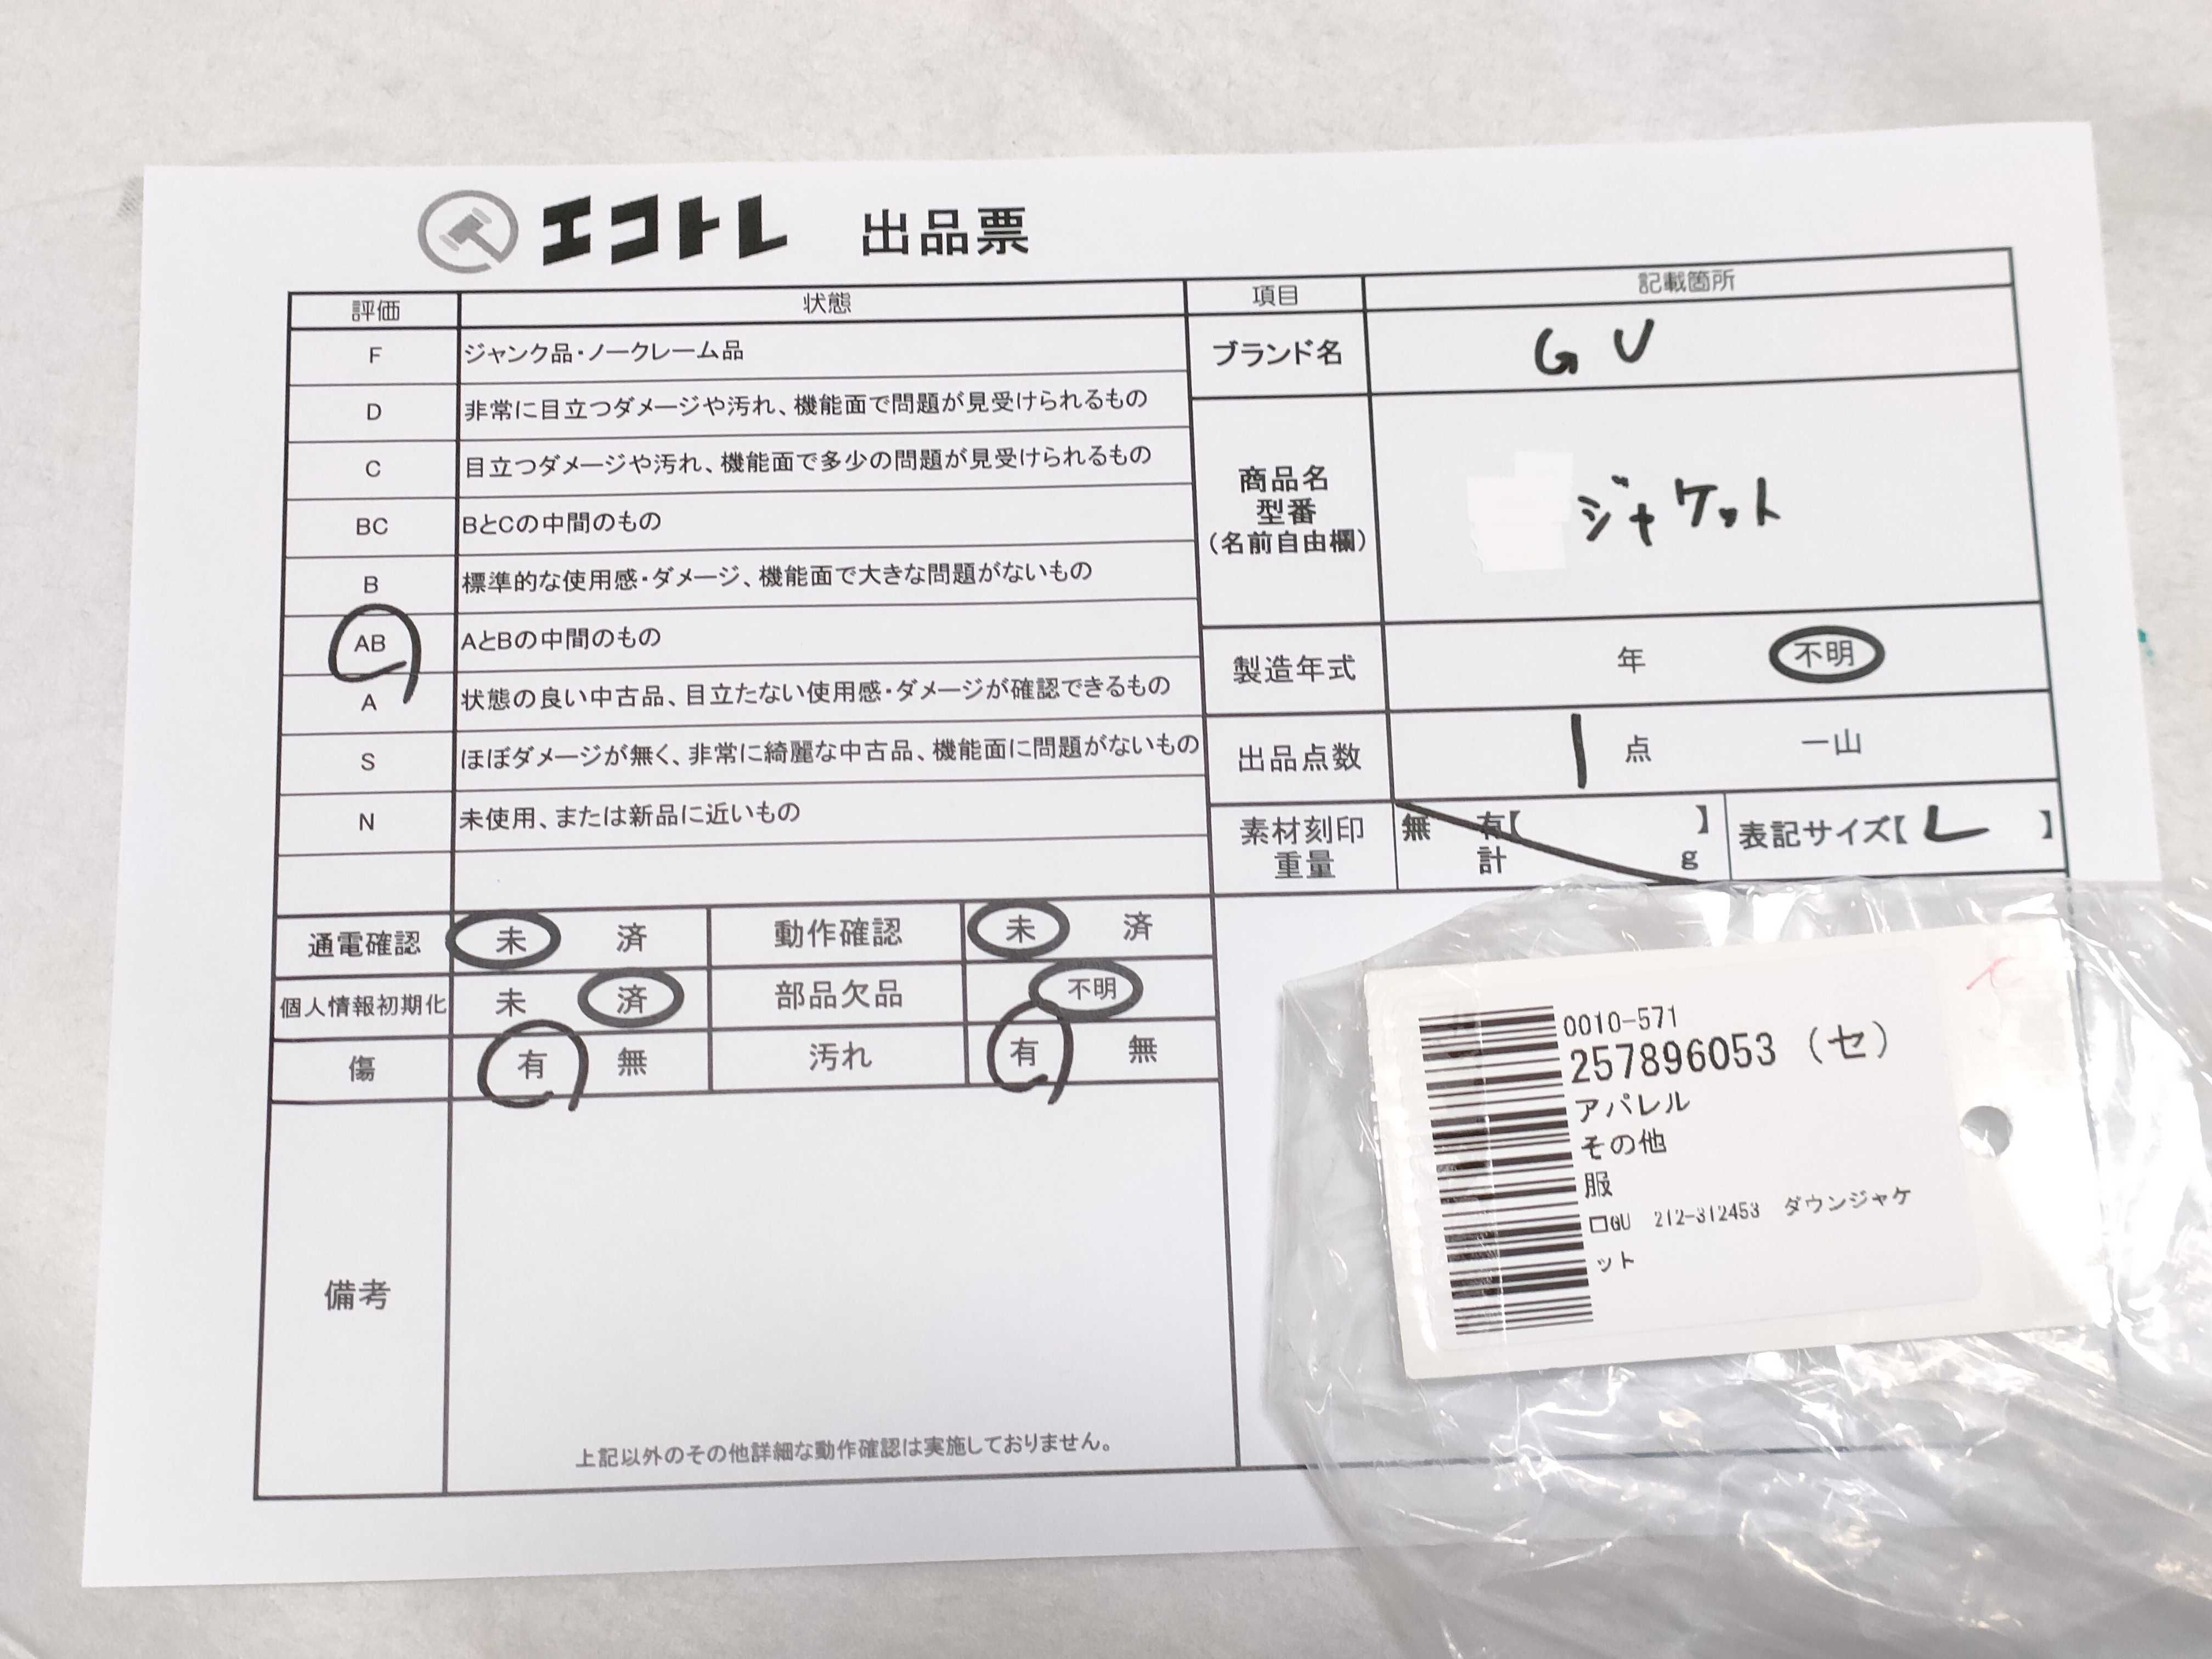 エコトレ 出品票
評価 状態
F ジャンク品・ノークレーム品
D 非常に目立つダメージや汚れ、機能面で問題が見受けられるもの
C 目立つダメージや汚れ、機能面で多少の問題が見受けられるもの
BC BとCの中間のもの
B 標準的な使用感・ダメージ、機能面で大きな問題がないもの
AB AとBの中間のもの
A 状態の良い中古品、目立たない使用感・ダメージが確認できるもの
S ほぼダメージが無く、非常に綺麗な中古品、機能面に問題がないもの
N 未使用、または新品に近いもの
項目 記載箇所
ブランド名 GU
商品名
型番
(名前自由欄)
ジャケット
製造年式 年 不明
出品点数 1 点 一山
素材刻印 無 有【 】
重量 計 g
表記サイズ【 L 】
通電確認 未 済 動作確認 未 済
個人情報初期化 未 済 部品欠品 不明
傷 有 無 汚れ 有 無
備考
上記以外のその他詳細な動作確認は実施しておりません。
0010-571
257896053 (セ)
アパレル
その他
服
□GU 212-312453 ダウンジャケ
ット